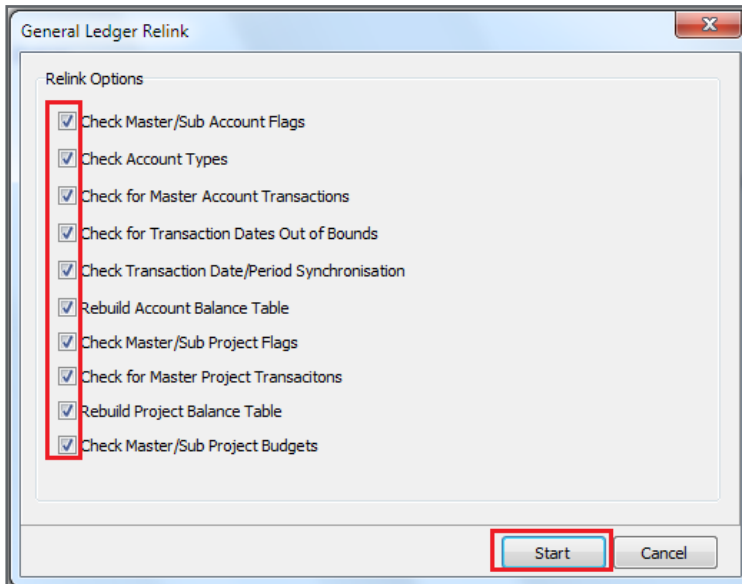 General Ledger Relink
Relink Options
Check Master/Sub Account Flags
Check Account Types
Check for Master Account Transactions
Check for Transaction Dates Out of Bounds
Check Transaction Date/Period Synchronisation
Rebuild Account Balance Table
Check Master/Sub Project Flags
Check for Master Project Transacitons
Rebuild Project Balance Table
Check Master/Sub Project Budgets
Start Cancel